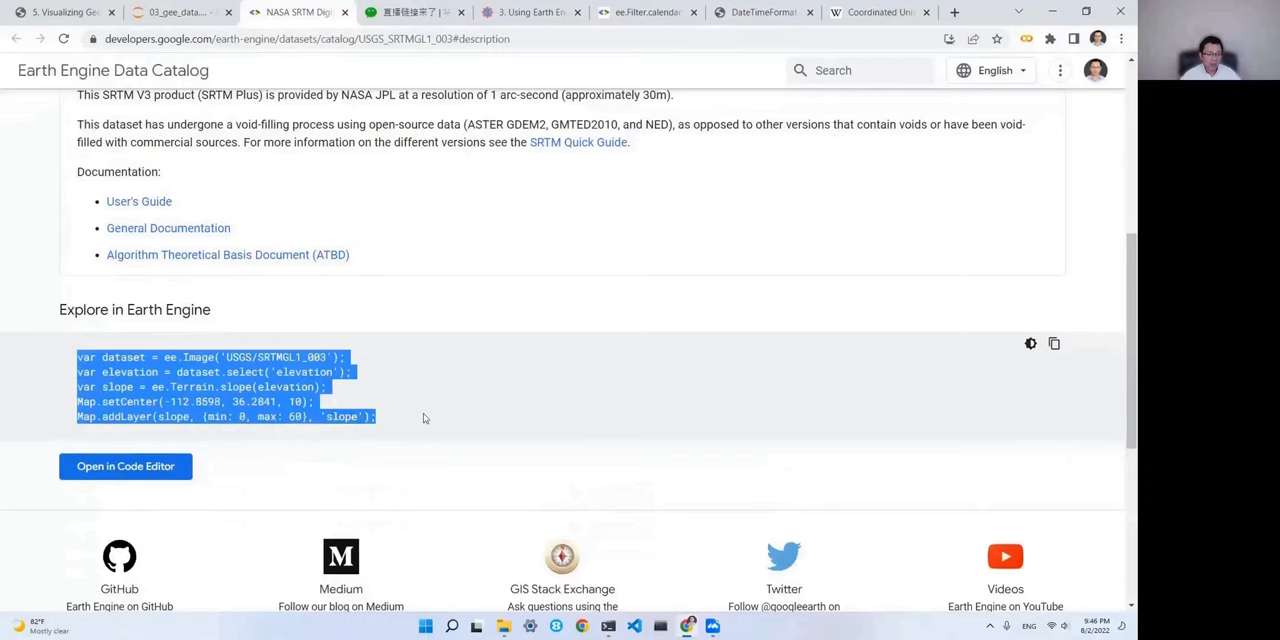 5. Visualizing Ge
03_gee_data....
NASA SRTM Digi
直播链接来了
3. Using Earth En
ee.Filter.calendar
DateTimeFormat
Coordinated Uni
developers.google.com/earth-engine/datasets/catalog/USGS_SRTMGL1_003#description
Earth Engine Data Catalog
Search
English
This SRTM V3 product (SRTM Plus) is provided by NASA JPL at a resolution of 1 arc-second (approximately 30m).
This dataset has undergone a void-filling process using open-source data (ASTER GDEM2, GMTED2010, and NED), as opposed to other versions that contain voids or have been void-
filled with commercial sources. For more information on the different versions see the SRTM Quick Guide.
Documentation:
• User's Guide
• General Documentation
• Algorithm Theoretical Basis Document (ATBD)
Explore in Earth Engine
var dataset = ee.Image('USGS/SRTMGL1_003');
var elevation = dataset.select('elevation');
var slope = ee.Terrain.slope(elevation);
Map.setCenter(-112.8598, 36.2841, 10);
Map.addLayer(slope, {min: 0, max: 60}, 'slope');
Open in Code Editor
M
GitHub
Medium
GIS Stack Exchange
Twitter
Videos
Earth Engine on GitHub
Follow our blog on Medium
Ask questions using the
Follow @googleearth on
Earth Engine on YouTube
82°F
Mostly clear
ENG
9:46 PM
8/2/2022